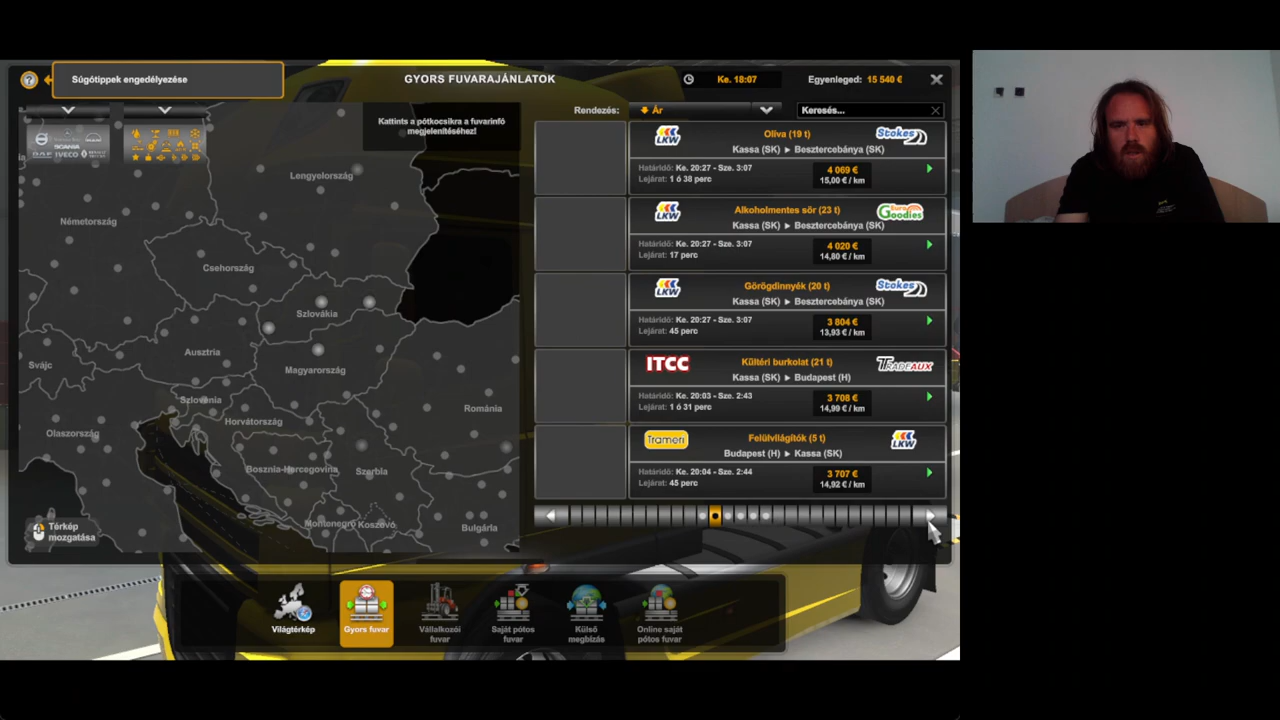 Súgótippek engedélyezése
GYORS FUVARAJÁNLATOK
Ke. 18:07
Egyenleg: 15 540 €
Kattints a pótkocsikra a fuvarinfó
megjelenítéséhez!
Rendezés:
Ár
Keresés...
SCANIA
IVECO
Lengyelország
Németország
Csehország
Szlovákia
Ausztria
Svájc
Magyarország
Szlovénia
Románia
Horvátország
Olaszország
Bosznia-Hercegovina
Szerbia
Montenegró
Koszovó
Bulgária
Térkép
mozgatása
LKW
Olíva (19 t)
Stokes
Kassa (SK) ► Besztercebánya (SK)
Határidő: Ke. 20:27 - Sze. 3:07
Lejárat: 1 ó 38 perc
4 069 €
15,00 € / km
LKW
Alkoholmentes sör (23 t)
Euro Goodies
Kassa (SK) ► Besztercebánya (SK)
Határidő: Ke. 20:27 - Sze. 3:07
Lejárat: 17 perc
4 020 €
14,80 € / km
LKW
Görögdinnyék (20 t)
Stokes
Kassa (SK) ► Besztercebánya (SK)
Határidő: Ke. 20:27 - Sze. 3:07
Lejárat: 45 perc
3 804 €
13,93 € / km
ITCC
Kültéri burkolat (21 t)
TRADEAUX
Kassa (SK) ► Budapest (H)
Határidő: Ke. 20:03 - Sze. 2:43
Lejárat: 1 ó 31 perc
3 708 €
14,99 € / km
Trameri
Felülvilágítók (5 t)
LKW
Budapest (H) ► Kassa (SK)
Határidő: Ke. 20:04 - Sze. 2:44
Lejárat: 45 perc
3 707 €
14,92 € / km
Világtérkép
Gyors fuvar
Vállalkozói
fuvar
Saját pótos
fuvar
Külső
megbízás
Online saját
pótos fuvar